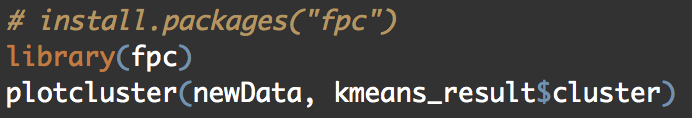 # install.packages("fpc")
library(fpc)
plotcluster(newData, kmeans_result$cluster)